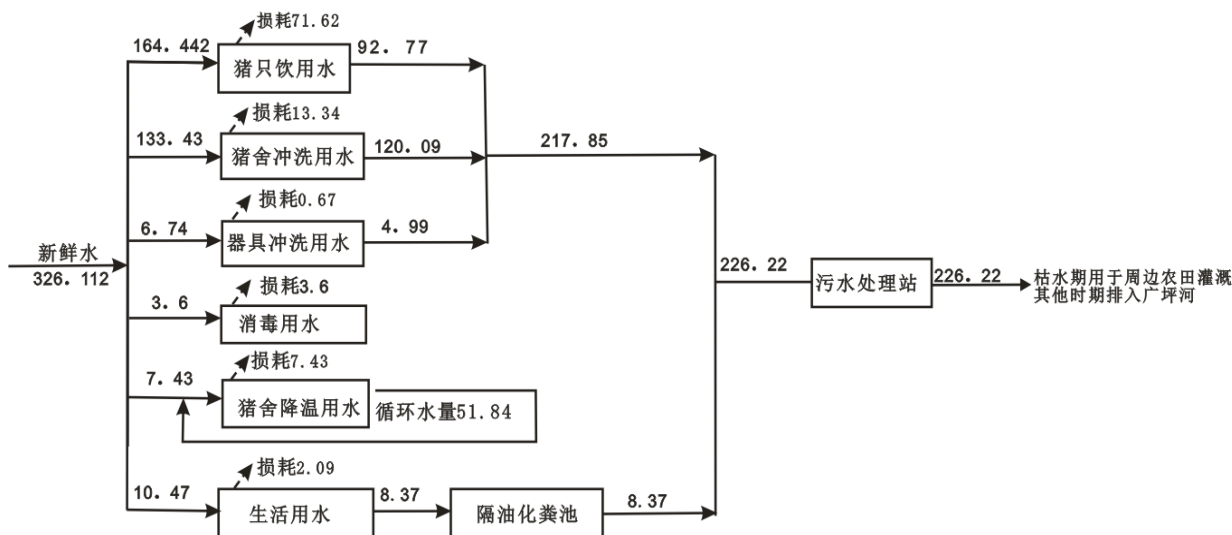 损耗71.62
164.442
猪只饮用水
92. 77
损耗13.34
133. 43
猪舍冲洗用水
120. 09
217. 85
损耗0.67
6. 74
器具冲洗用水
4. 99
新鲜水
326. 112
损耗3.6
3. 6
消毒用水
226. 22
污水处理站
226. 22
枯水期用于周边农田灌溉
其他时期排入广坪河
损耗7.43
7. 43
猪舍降温用水
循环水量51.84
损耗2.09
10. 47
生活用水
8.37
隔油化粪池
8.37